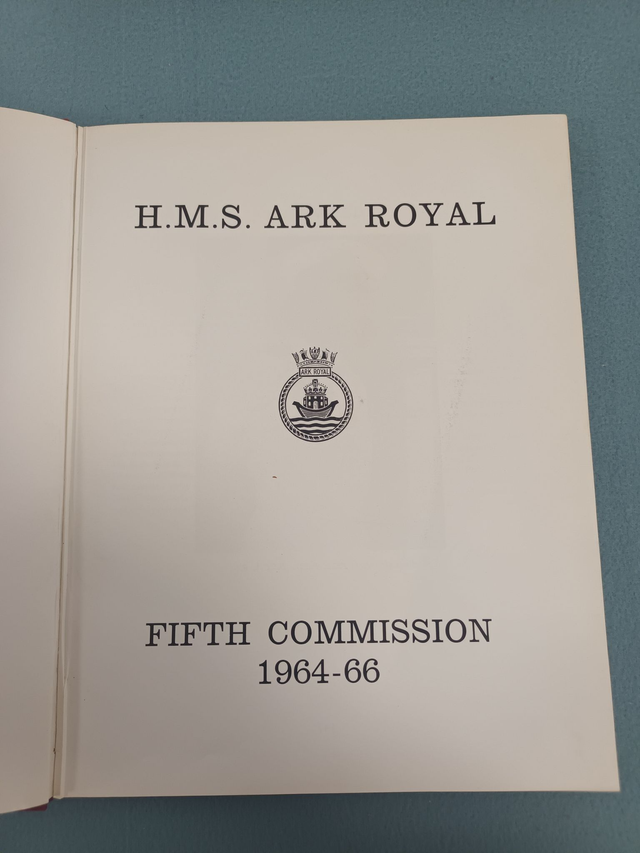 H.M.S. ARK ROYAL
ARK ROYAL
FIFTH COMMISSION
1964-66